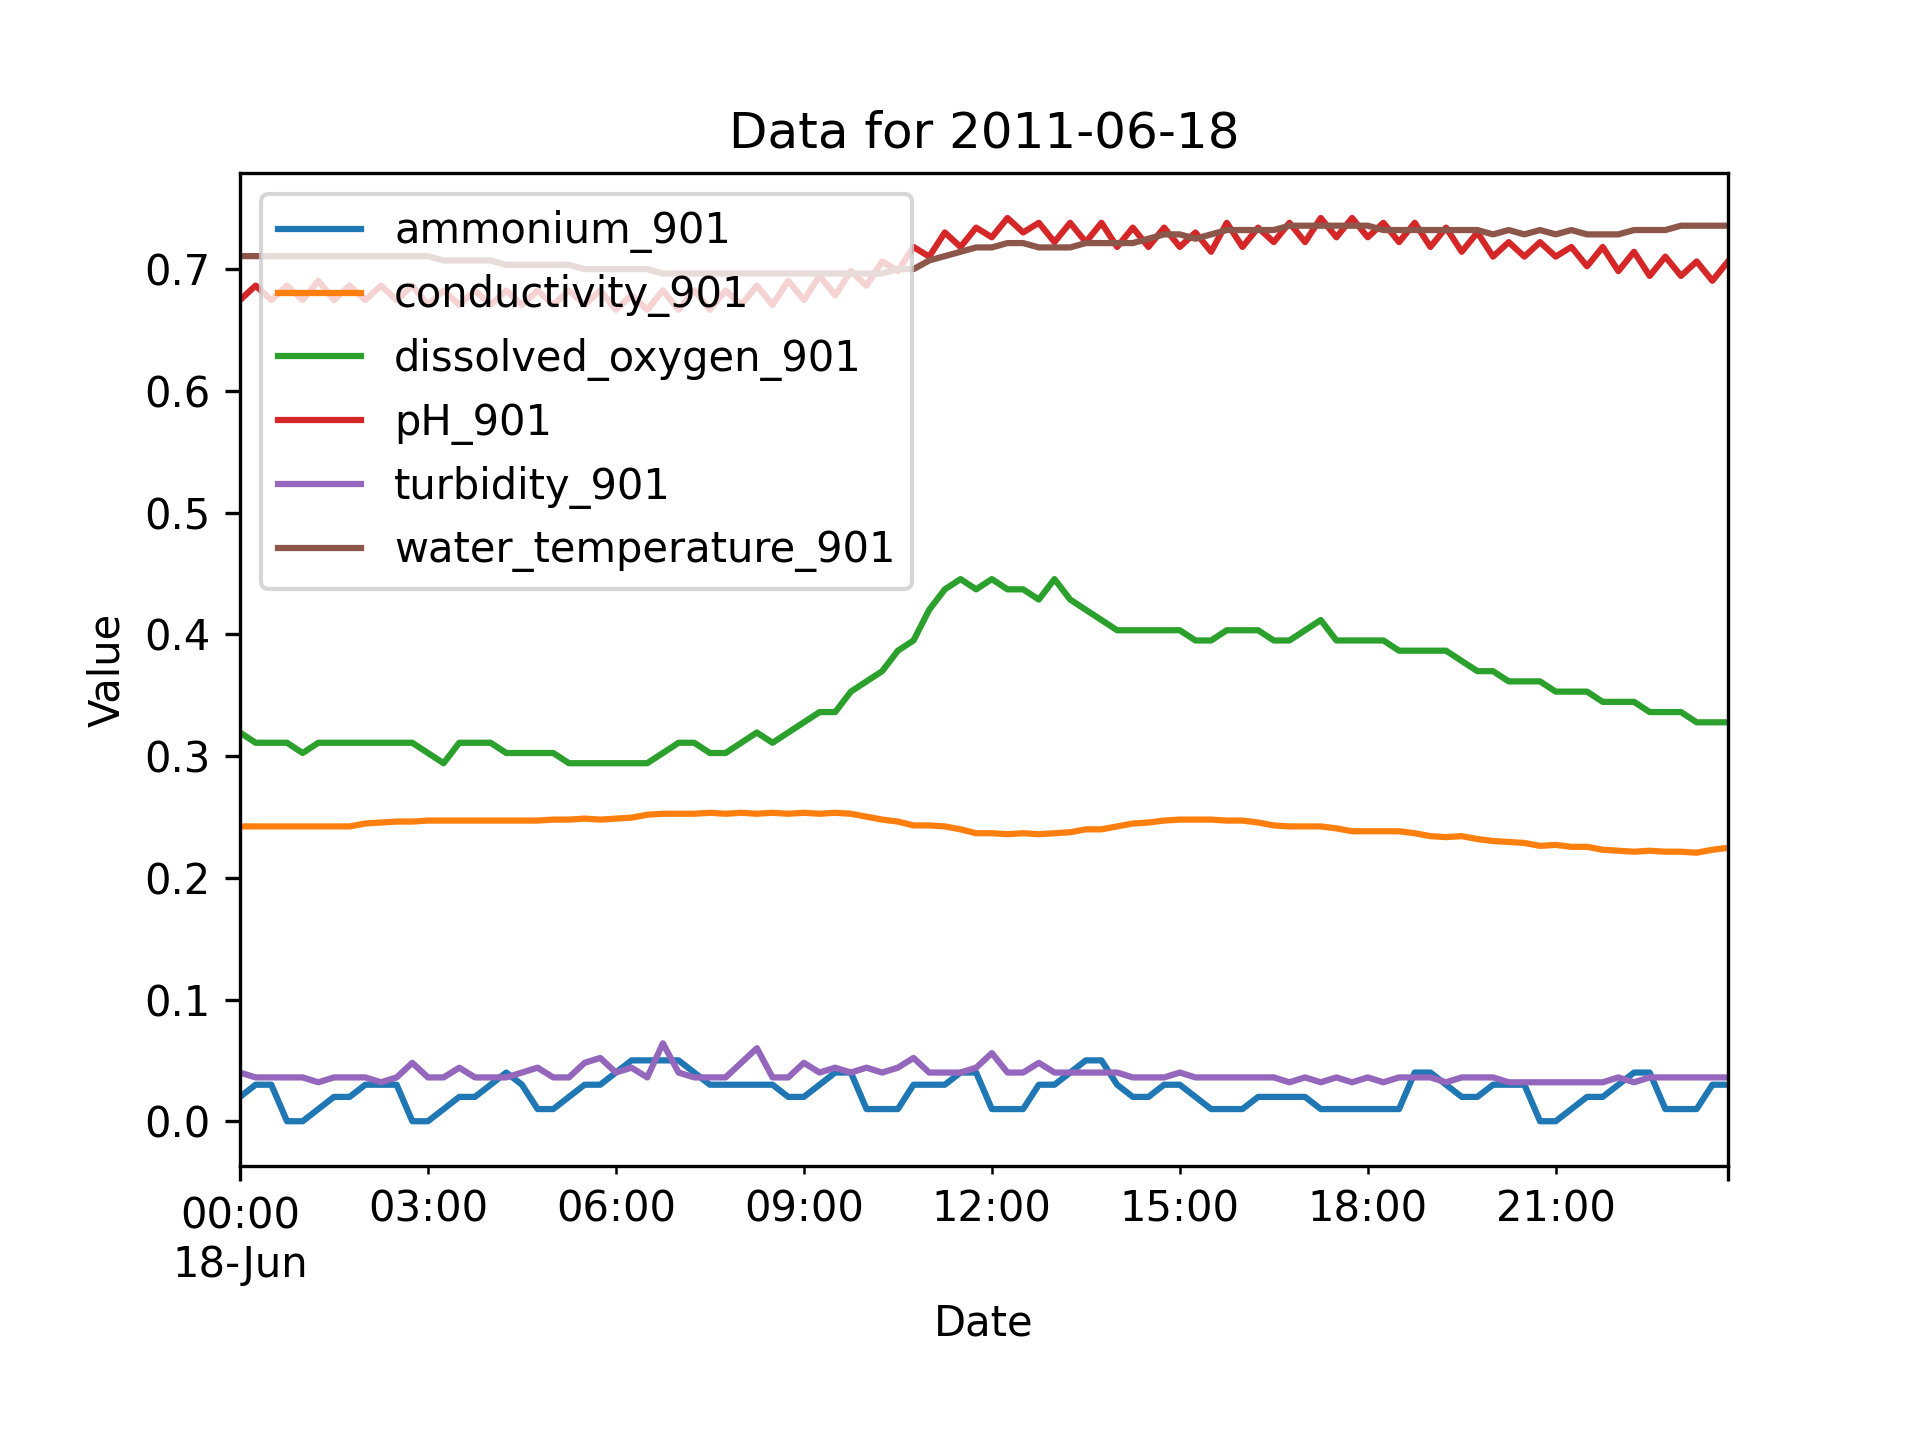 Data for 2011-06-18
ammonium_901
conductivity_901
dissolved_oxygen_901
pH_901
turbidity_901
water_temperature_901
Value
0.7
0.6
0.5
0.4
0.3
0.2
0.1
0.0
00:00 03:00 06:00 09:00 12:00 15:00 18:00 21:00
18-Jun
Date